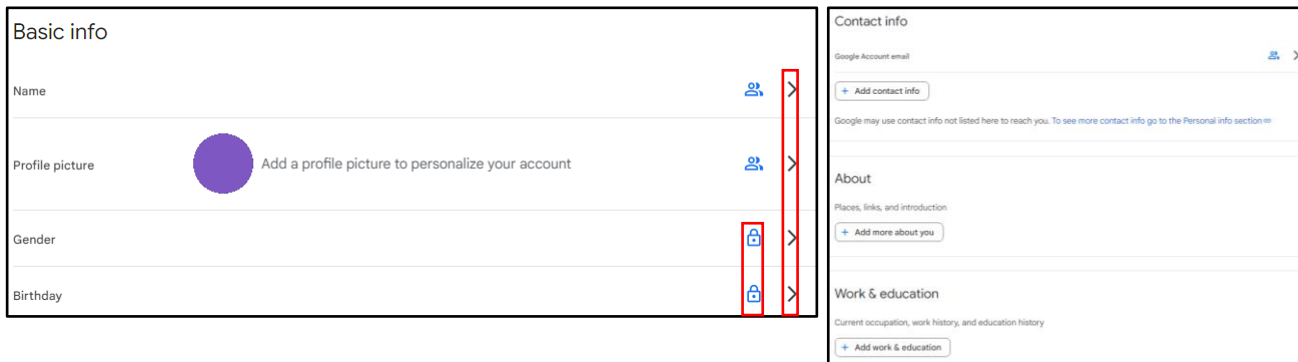 Basic info
Name
Profile picture
Add a profile picture to personalize your account
Gender
Birthday
Contact info
Google Account email
+ Add contact info
Google may use contact info not listed here to reach you. To see more contact info go to the Personal info section
About
Places, links, and introduction
+ Add more about you
Work & education
Current occupation, work history, and education history
+ Add work & education